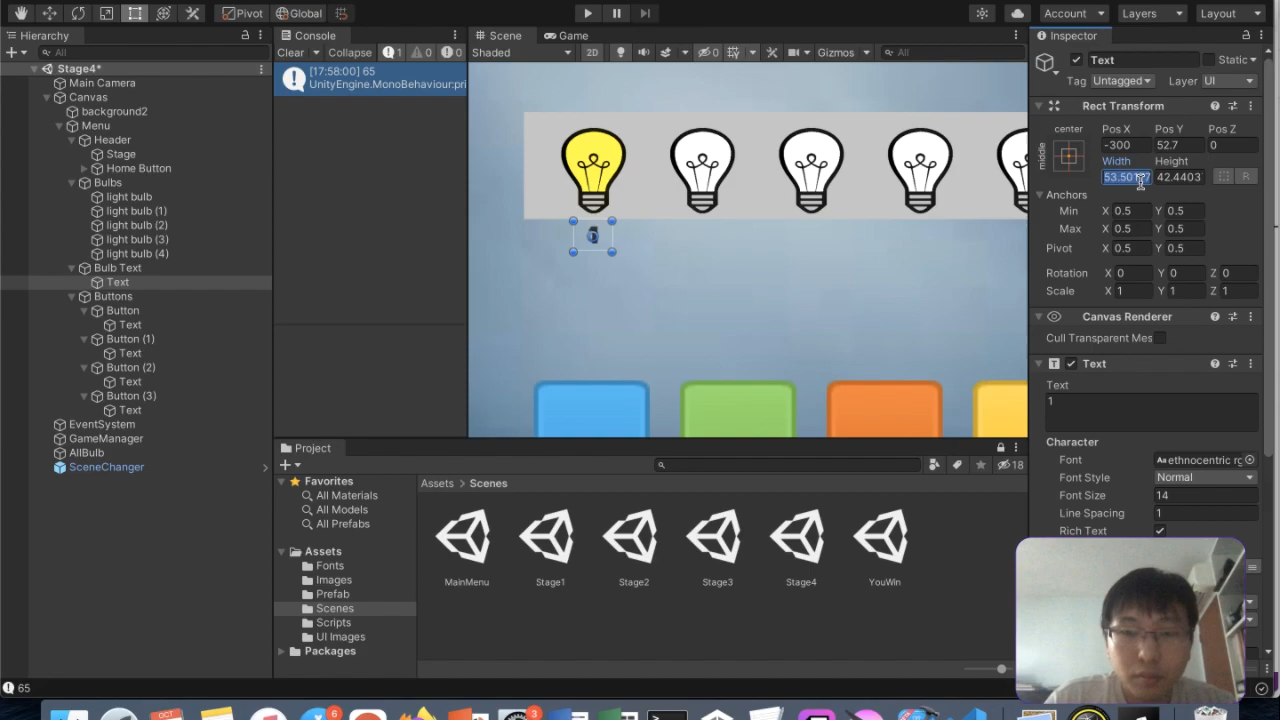 Pivot Global Account Layers Layout
Hierarchy Console Scene Game Inspector
All Clear Collapse 1 0 0 Shaded 2D 0 Gizmos All Text Static
Stage4* [17:58:00] 65 Tag Untagged Layer UI
Main Camera UnityEngine.MonoBehaviour:pri
Canvas Rect Transform
background2
Menu center Pos X Pos Y Pos Z
Header middle -300 52.7 0
Stage Width Height
Home Button 42.4403 R
Bulbs Anchors
light bulb Min X 0.5 Y 0.5
light bulb (1) Max X 0.5 Y 0.5
light bulb (2) Pivot X 0.5 Y 0.5
light bulb (3) Rotation X 0 Y 0 Z 0
light bulb (4) Scale X 1 Y 1 Z 1
Bulb Text Canvas Renderer
Text Cull Transparent Mes
Buttons Text
Button Text
Text 1
Button (1) Character
Text Font Aa ethnocentric rg
Button (2) Font Style Normal
Text Font Size 14
Button (3) Line Spacing 1
Text Rich Text
EventSystem
GameManager
AllBulb
SceneChanger
Project 18
Favorites Assets > Scenes
All Materials
All Models
All Prefabs
Assets
Fonts
Images MainMenu Stage1 Stage2 Stage3 Stage4 YouWin
Prefab
Scenes
Scripts
UI Images
Packages
65
OCT 6 3